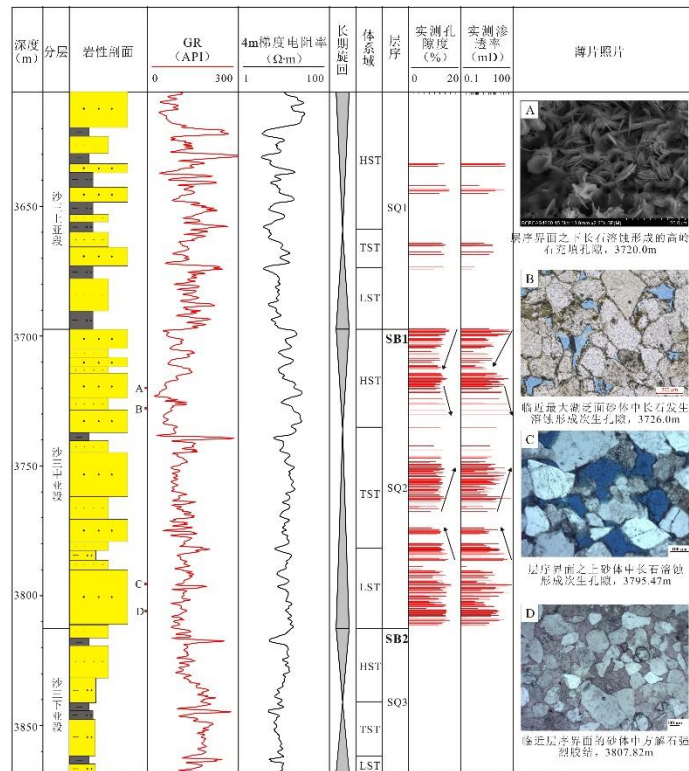 深度
(m)
分层
岩性剖面
GR
(API)
0 300
4m梯度电阻率
(Ω·m)
1 100
长期旋回
体系域
层序
实测孔
隙度
(%)
0 20
实测渗
透率
(mD)
0.1 100
薄片照片
3650
3700
3750
3800
3850
沙二上亚段
沙三中亚段
沙三下亚段
A
B
C
D
HST
TST
LST
HST
TST
LST
HST
TST
LST
SQ1
SB1
SQ2
SB2
SQ3
A
层序界面之下长石溶蚀形成的高岭
石充填孔隙，3720.0m
B
临近最大湖泛面砂体中长石发生
溶蚀形成次生孔隙，3726.0m
C
层序界面之上砂体中长石溶蚀
形成次生孔隙，3795.47m
D
临近层序界面的砂体中方解石强
烈胶结，3807.82m